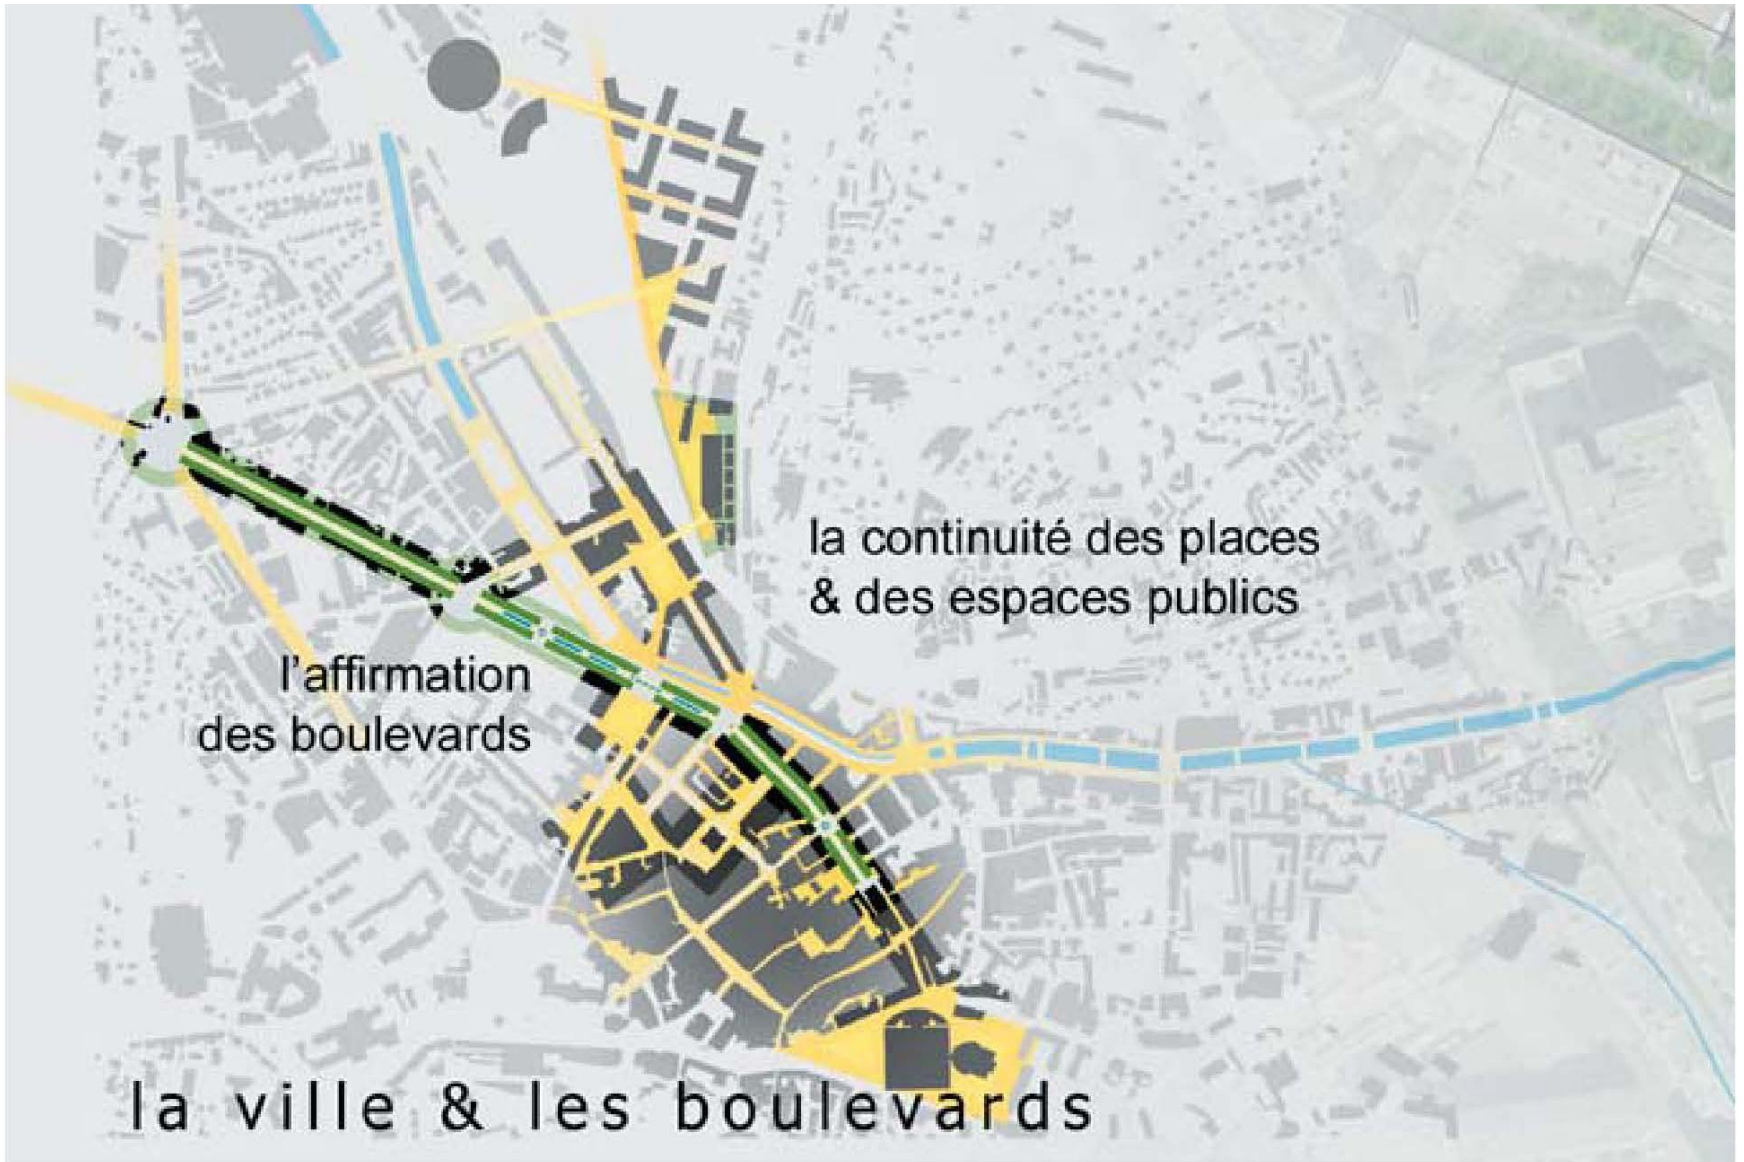 la continuité des places
& des espaces publics
l'affirmation
des boulevards
la ville & les boulevards